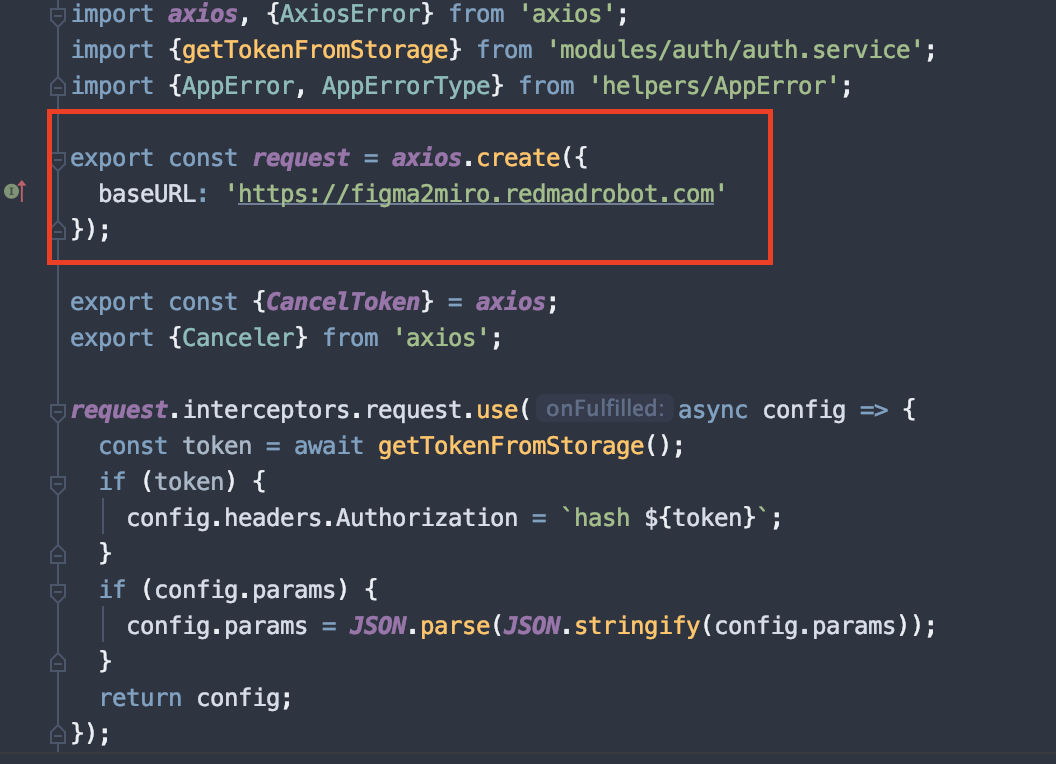 import axios, {AxiosError} from 'axios';
import {getTokenFromStorage} from 'modules/auth/auth.service';
import {AppError, AppErrorType} from 'helpers/AppError';
export const request = axios.create({
  baseURL: 'https://figma2miro.redmadrobot.com'
});
export const {CancelToken} = axios;
export {Canceler} from 'axios';
request.interceptors.request.use( onFulfilled: async config => {
  const token = await getTokenFromStorage();
  if (token) {
    config.headers.Authorization = `hash ${token}`;
  }
  if (config.params) {
    config.params = JSON.parse(JSON.stringify(config.params));
  }
  return config;
});